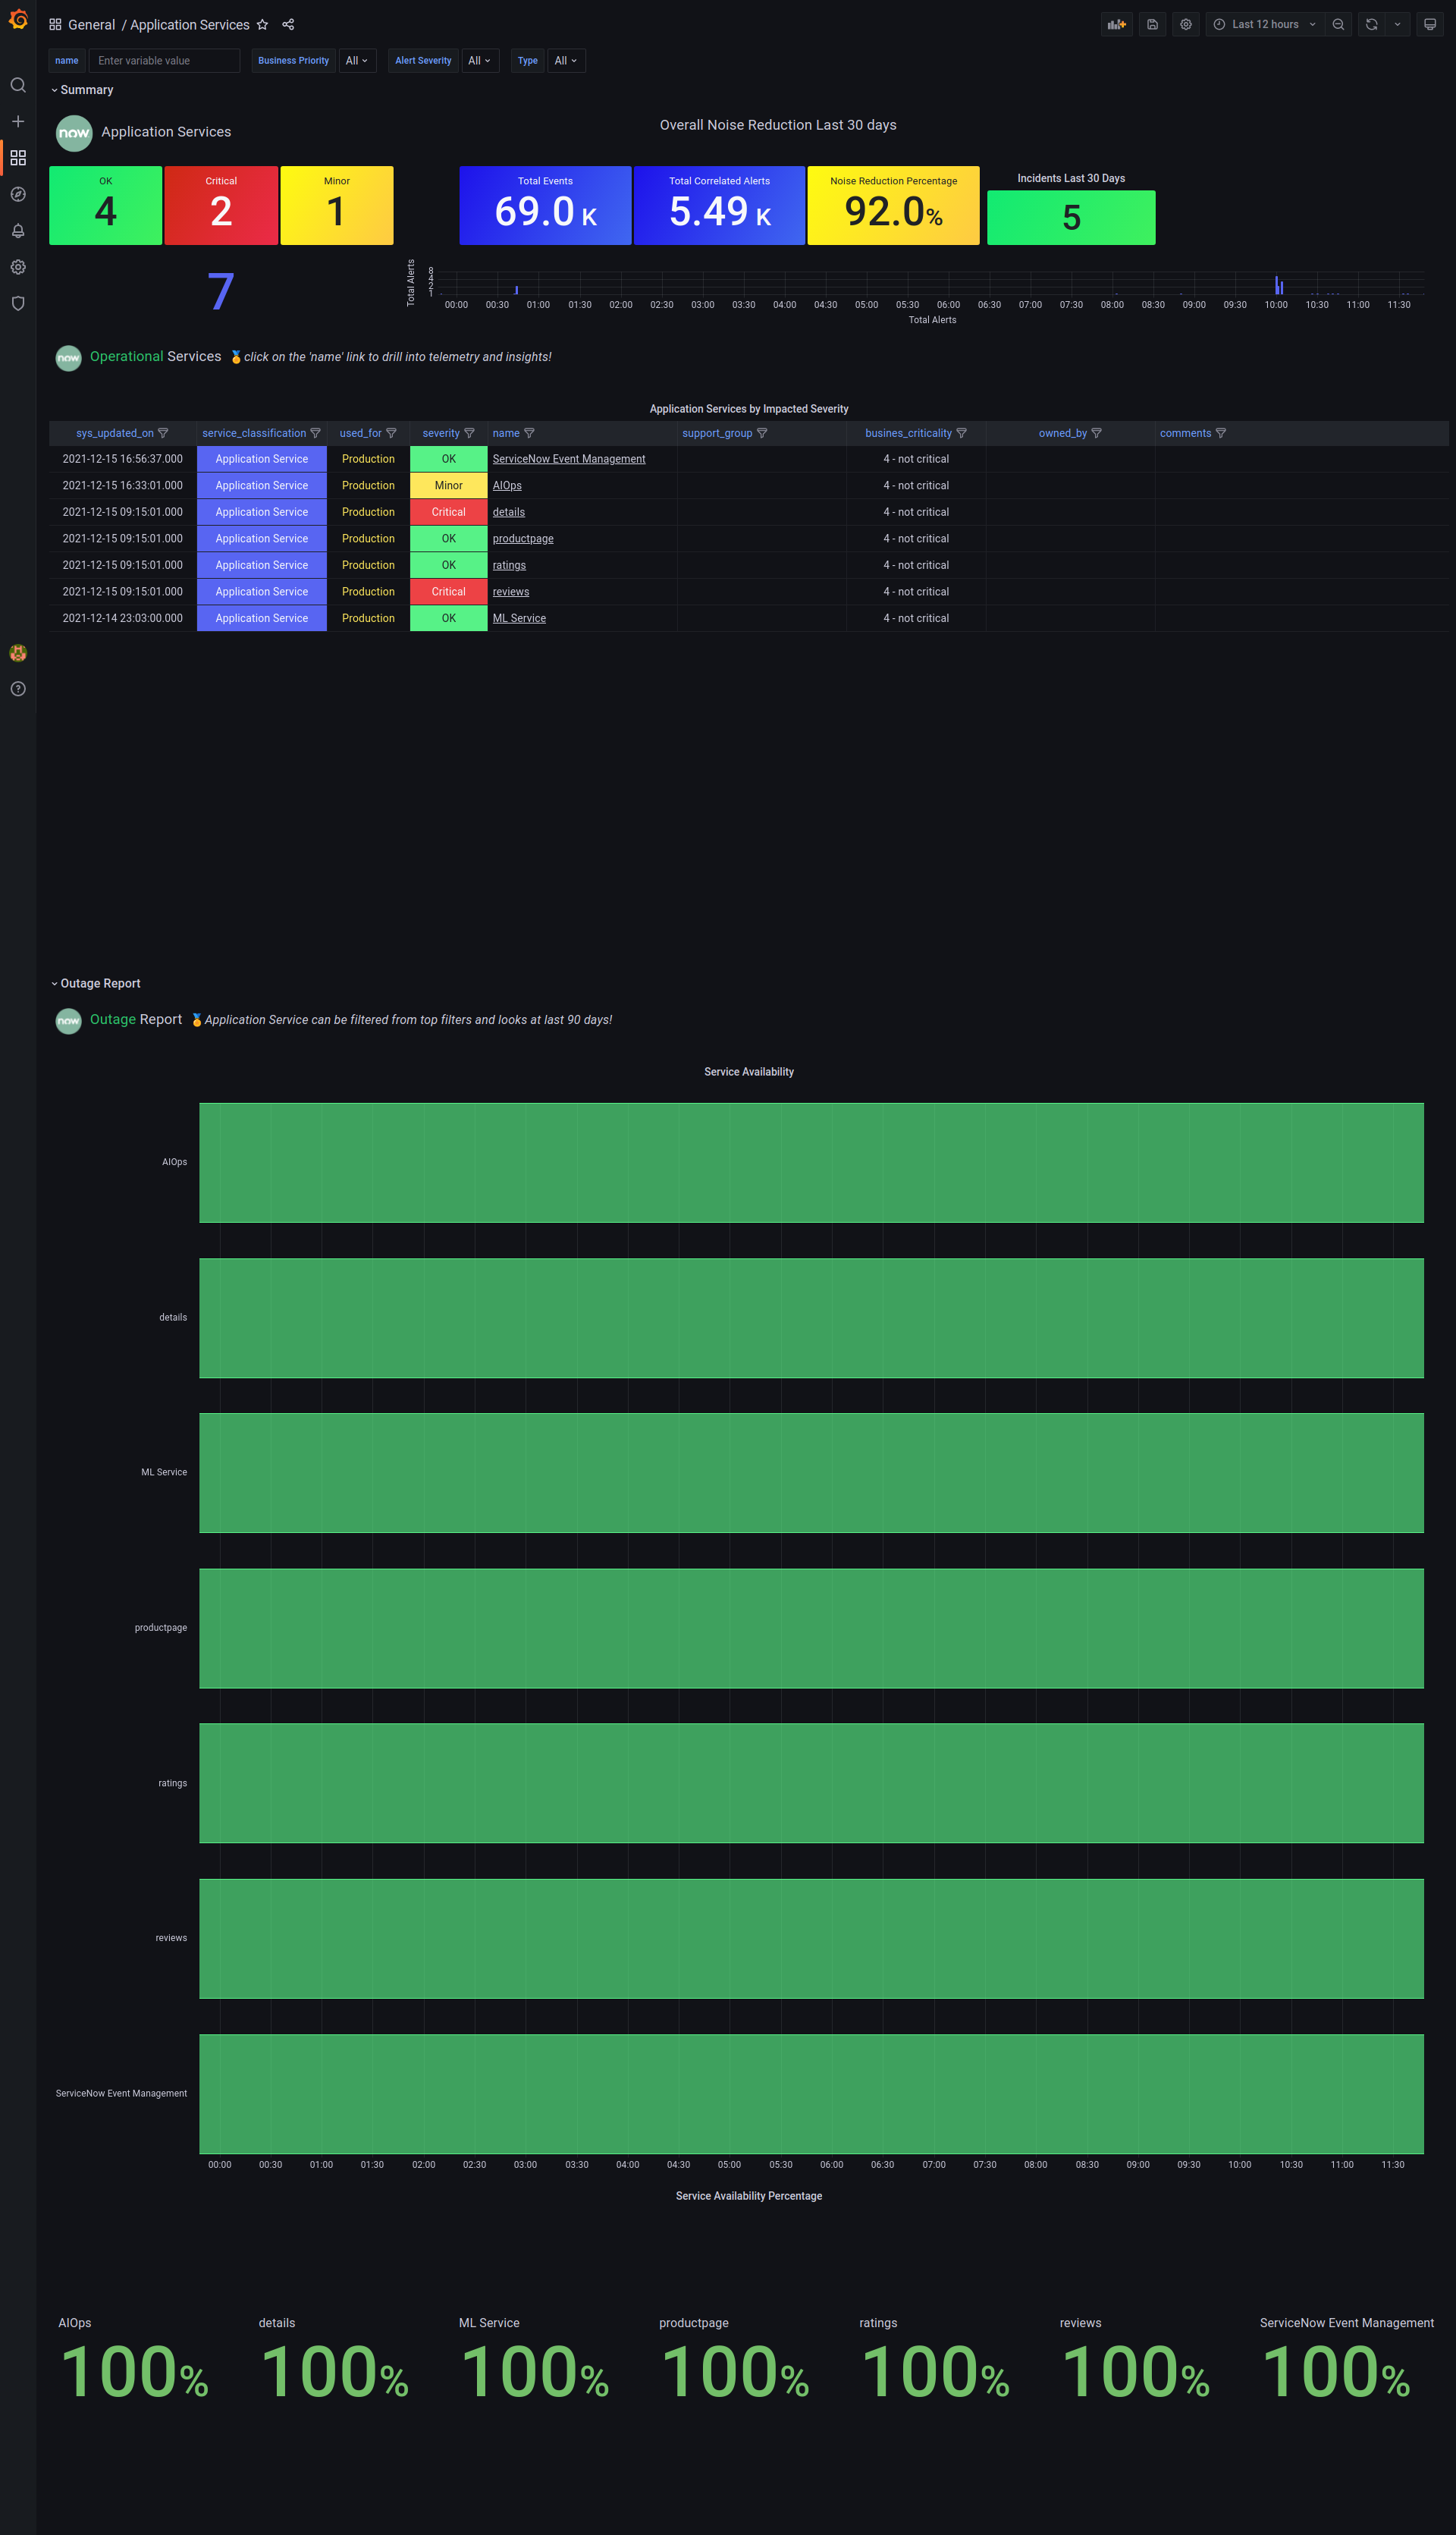 General / Application Services
Last 12 hours
name Enter variable value Business Priority All Alert Severity All Type All
Summary
now Application Services
Overall Noise Reduction Last 30 days
OK Critical Minor
4 2 1
Total Events Total Correlated Alerts Noise Reduction Percentage
69.0 K 5.49 K 92.0%
Incidents Last 30 Days
5
7
Total Alerts
8
4
2
1
00:00 00:30 01:00 01:30 02:00 02:30 03:00 03:30 04:00 04:30 05:00 05:30 06:00 06:30 07:00 07:30 08:00 08:30 09:00 09:30 10:00 10:30 11:00 11:30
Total Alerts
now Operational Services click on the 'name' link to drill into telemetry and insights!
Application Services by Impacted Severity
sys_updated_on service_classification used_for severity name support_group busines_criticality owned_by comments
2021-12-15 16:56:37.000 Application Service Production OK ServiceNow Event Management 4 - not critical
2021-12-15 16:33:01.000 Application Service Production Minor AIOps 4 - not critical
2021-12-15 09:15:01.000 Application Service Production Critical details 4 - not critical
2021-12-15 09:15:01.000 Application Service Production OK productpage 4 - not critical
2021-12-15 09:15:01.000 Application Service Production OK ratings 4 - not critical
2021-12-15 09:15:01.000 Application Service Production Critical reviews 4 - not critical
2021-12-14 23:03:00.000 Application Service Production OK ML Service 4 - not critical
Outage Report
now Outage Report Application Service can be filtered from top filters and looks at last 90 days!
Service Availability
AIOps
details
ML Service
productpage
ratings
reviews
ServiceNow Event Management
00:00 00:30 01:00 01:30 02:00 02:30 03:00 03:30 04:00 04:30 05:00 05:30 06:00 06:30 07:00 07:30 08:00 08:30 09:00 09:30 10:00 10:30 11:00 11:30
Service Availability Percentage
AIOps details ML Service productpage ratings reviews ServiceNow Event Management
100% 100% 100% 100% 100% 100% 100%